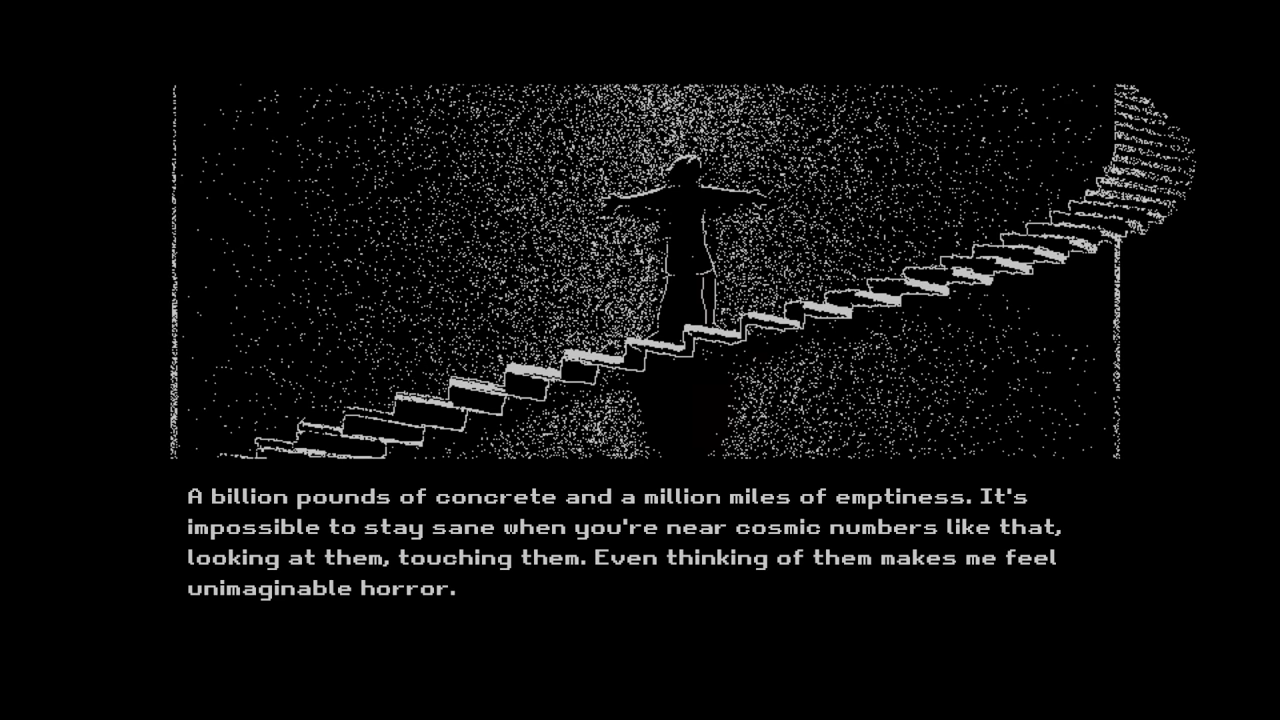 A billion pounds of concrete and a million miles of emptiness. It's
impossible to stay sane when you're near cosmic numbers like that,
looking at them, touching them. Even thinking of them makes me feel
unimaginable horror.